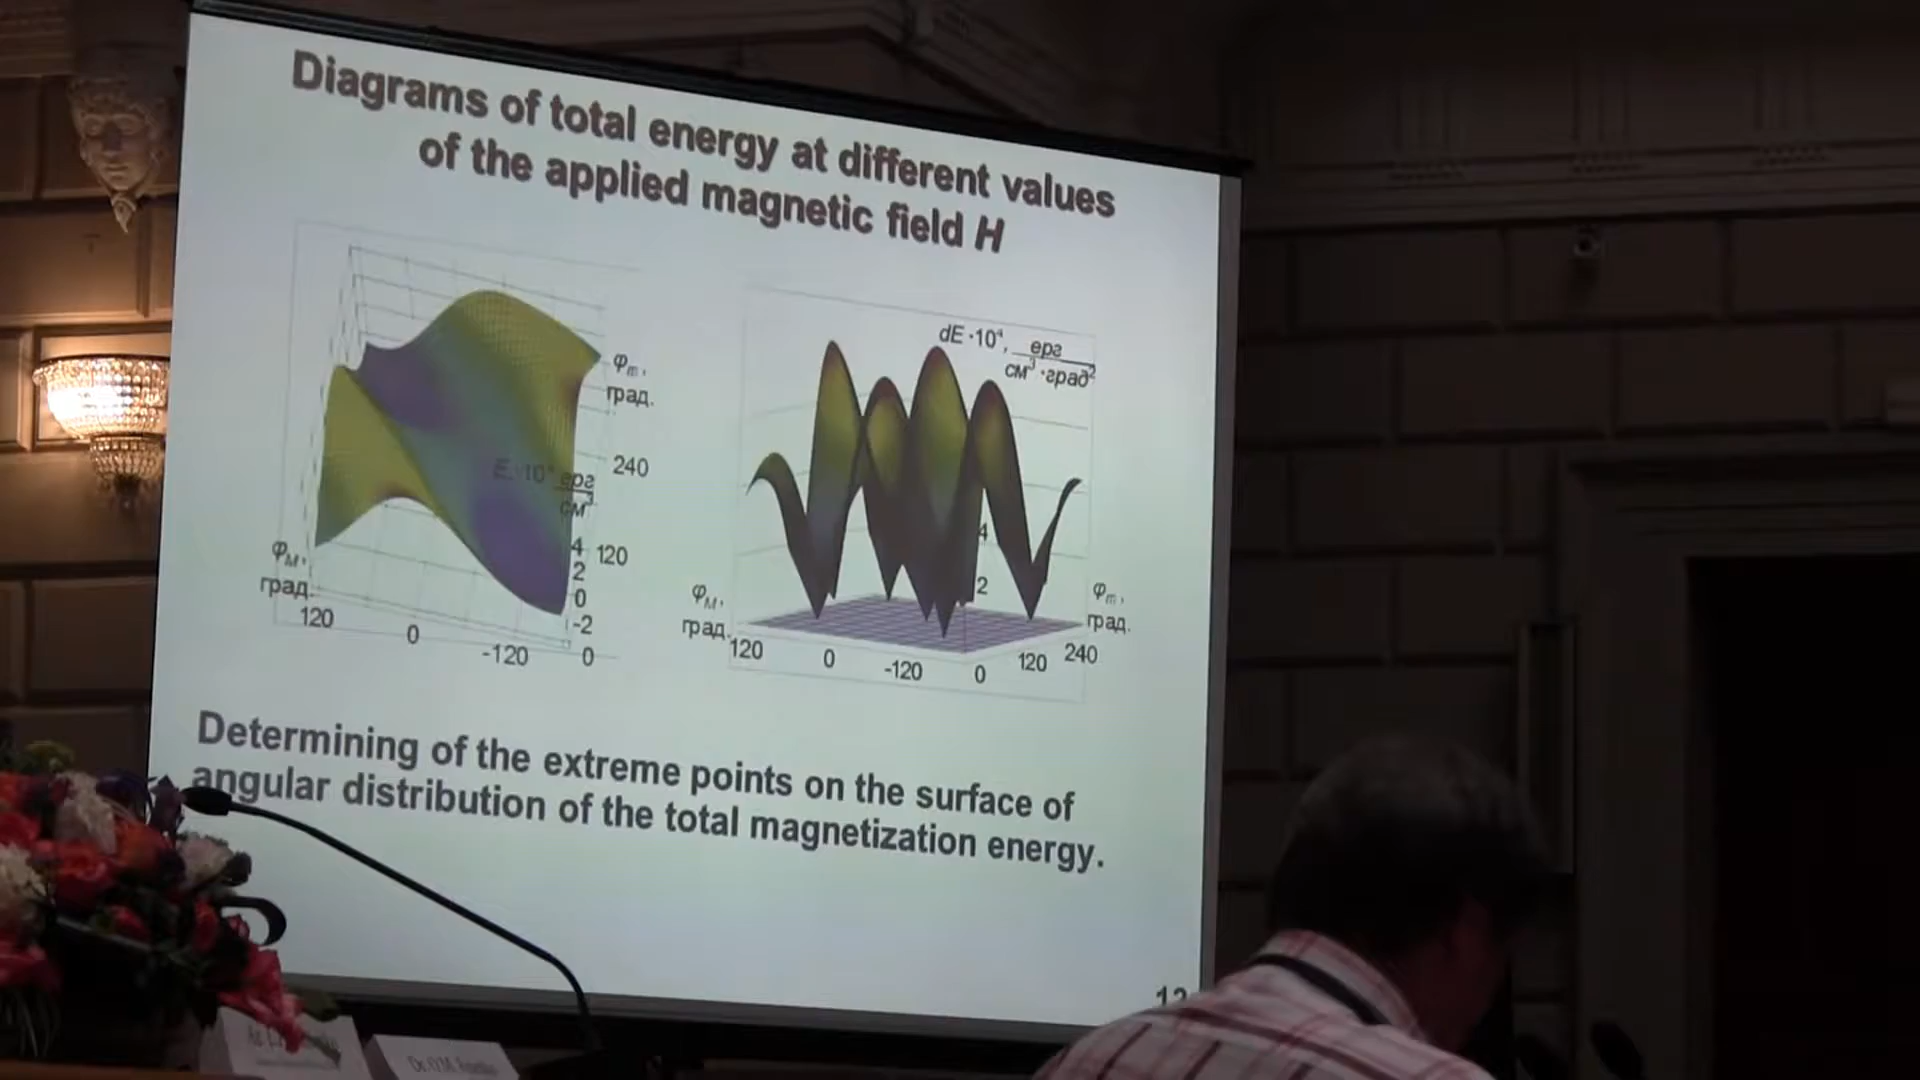 Diagrams of total energy at different values
of the applied magnetic field H
φm,
град.
240
E,·10⁴ ерг
см³
4 120
2
0
-2
φM,
град.
120
0
-120
0
dE·10⁴, ерг
см³·град²
4
2
φM,
град.
120
0
-120
0
120
240
φm,
град.
Determining of the extreme points on the surface of
angular distribution of the total magnetization energy.
Dr.